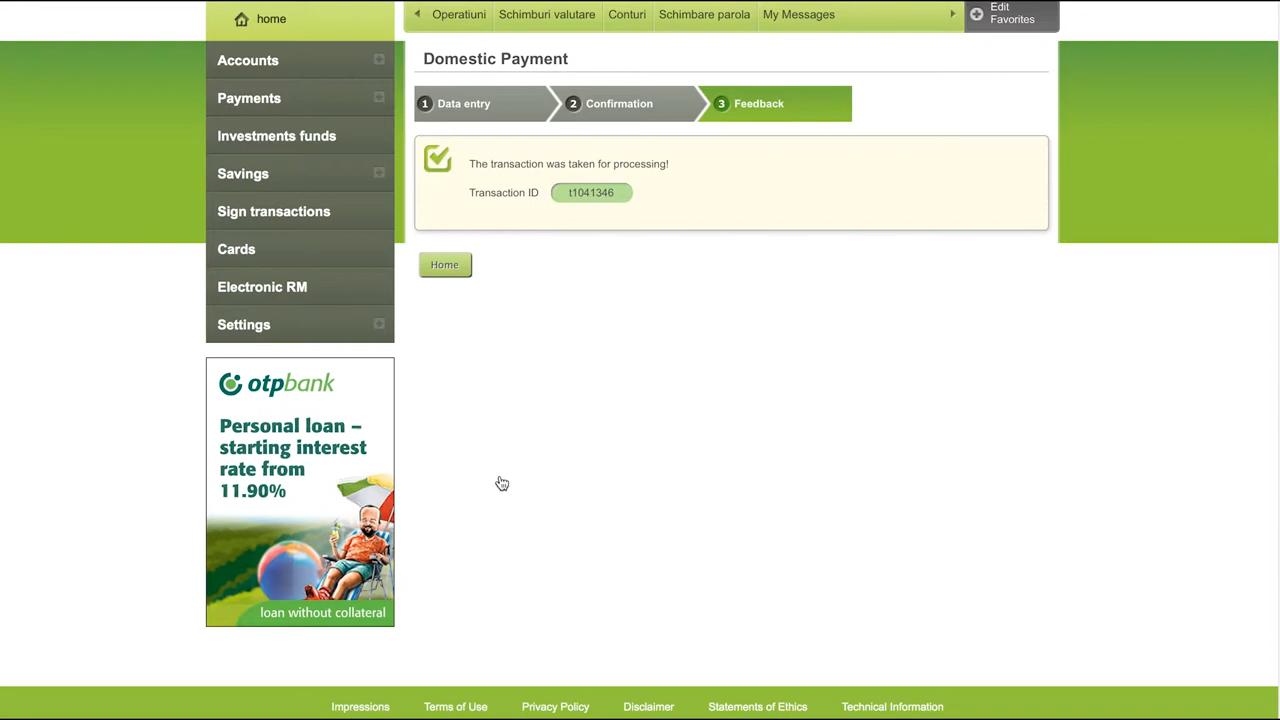 home
Operatiuni
Schimburi valutare
Conturi
Schimbare parola
My Messages
Edit
Favorites
Accounts
Payments
Investments funds
Savings
Sign transactions
Cards
Electronic RM
Settings
Domestic Payment
1 Data entry
2 Confirmation
3 Feedback
The transaction was taken for processing!
Transaction ID t1041346
Home
otpbank
Personal loan –
starting interest
rate from
11.90%
loan without collateral
Impressions
Terms of Use
Privacy Policy
Disclaimer
Statements of Ethics
Technical Information